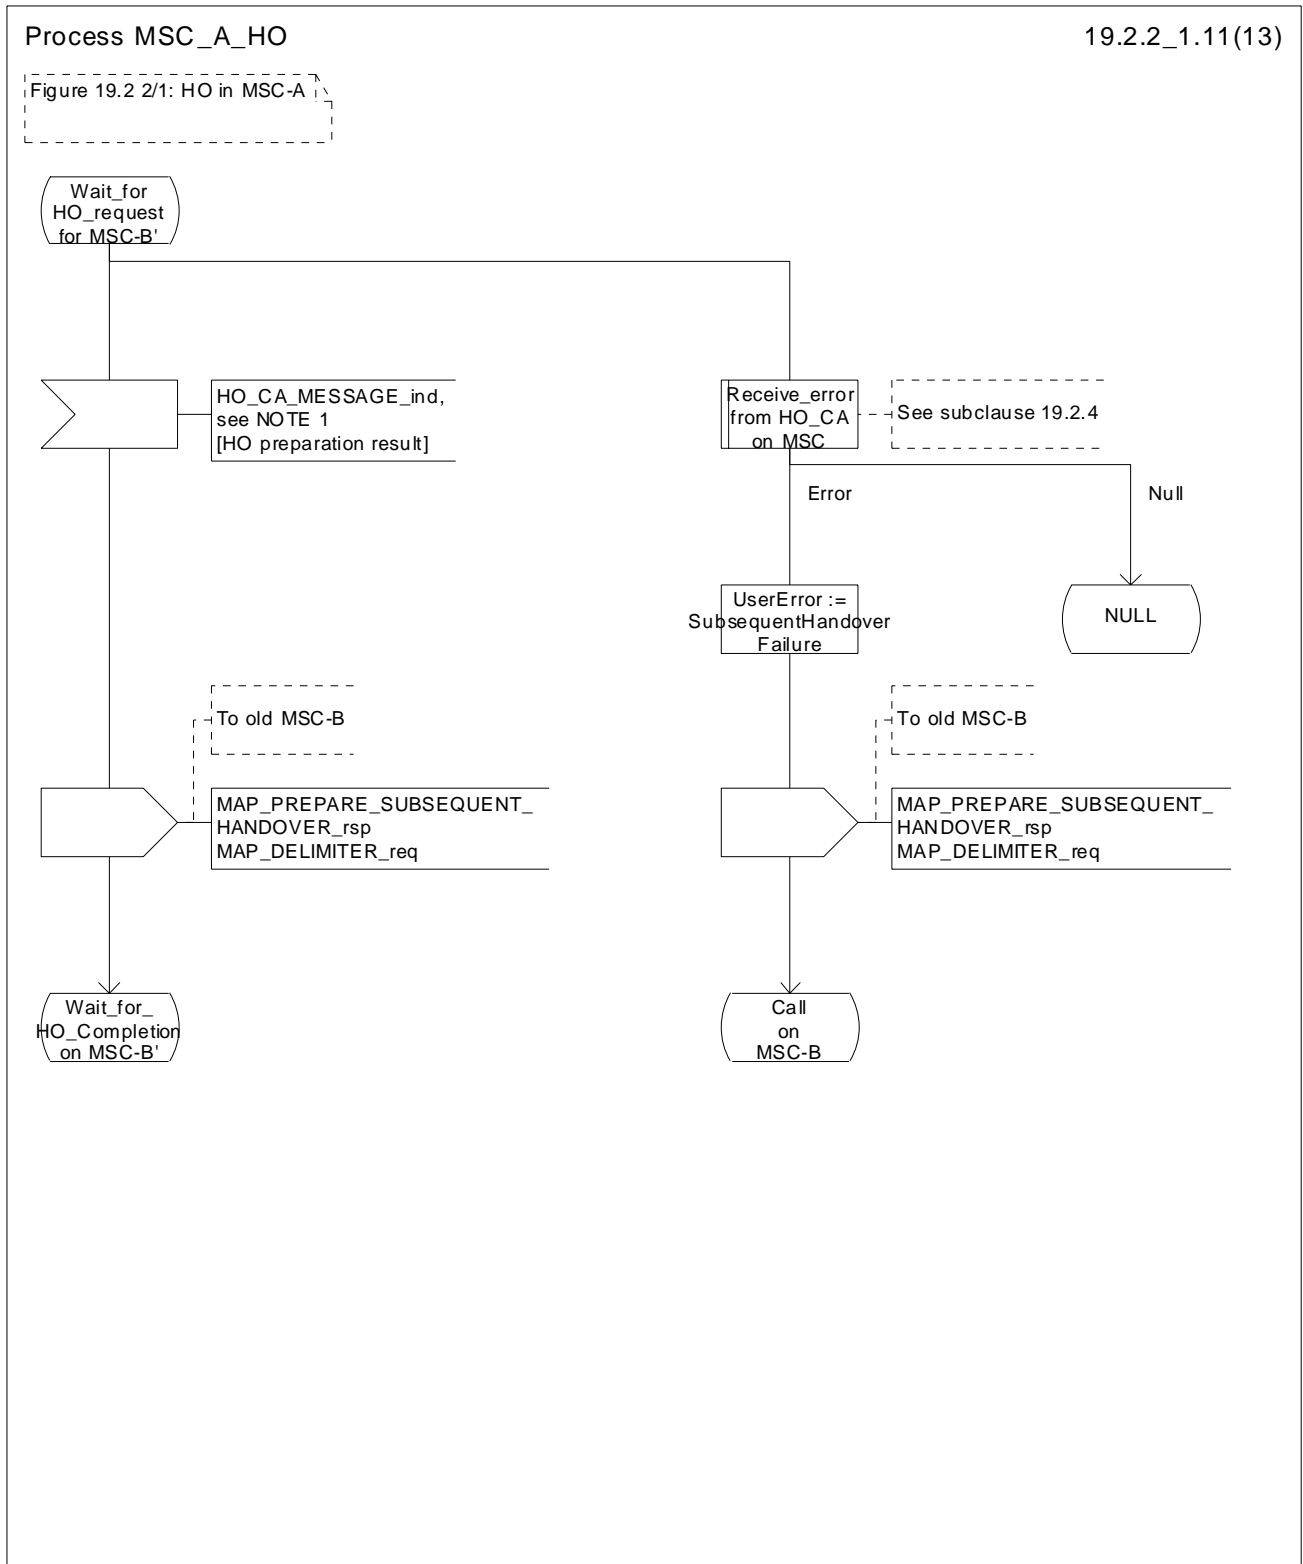 Process MSC_A_HO
19.2.2_1.11(13)
Figure 19.2 2/1: HO in MSC-A
Wait_for
HO_request
for MSC-B'
HO_CA_MESSAGE_ind,
see NOTE 1
[HO preparation result]
Receive_error
from HO_CA
on MSC
See subclause 19.2.4
Error
Null
UserError :=
SubsequentHandover
Failure
NULL
To old MSC-B
To old MSC-B
MAP_PREPARE_SUBSEQUENT_
HANDOVER_rsp
MAP_DELIMITER_req
MAP_PREPARE_SUBSEQUENT_
HANDOVER_rsp
MAP_DELIMITER_req
Wait_for_
HO_Completion
on MSC-B'
Call
on
MSC-B